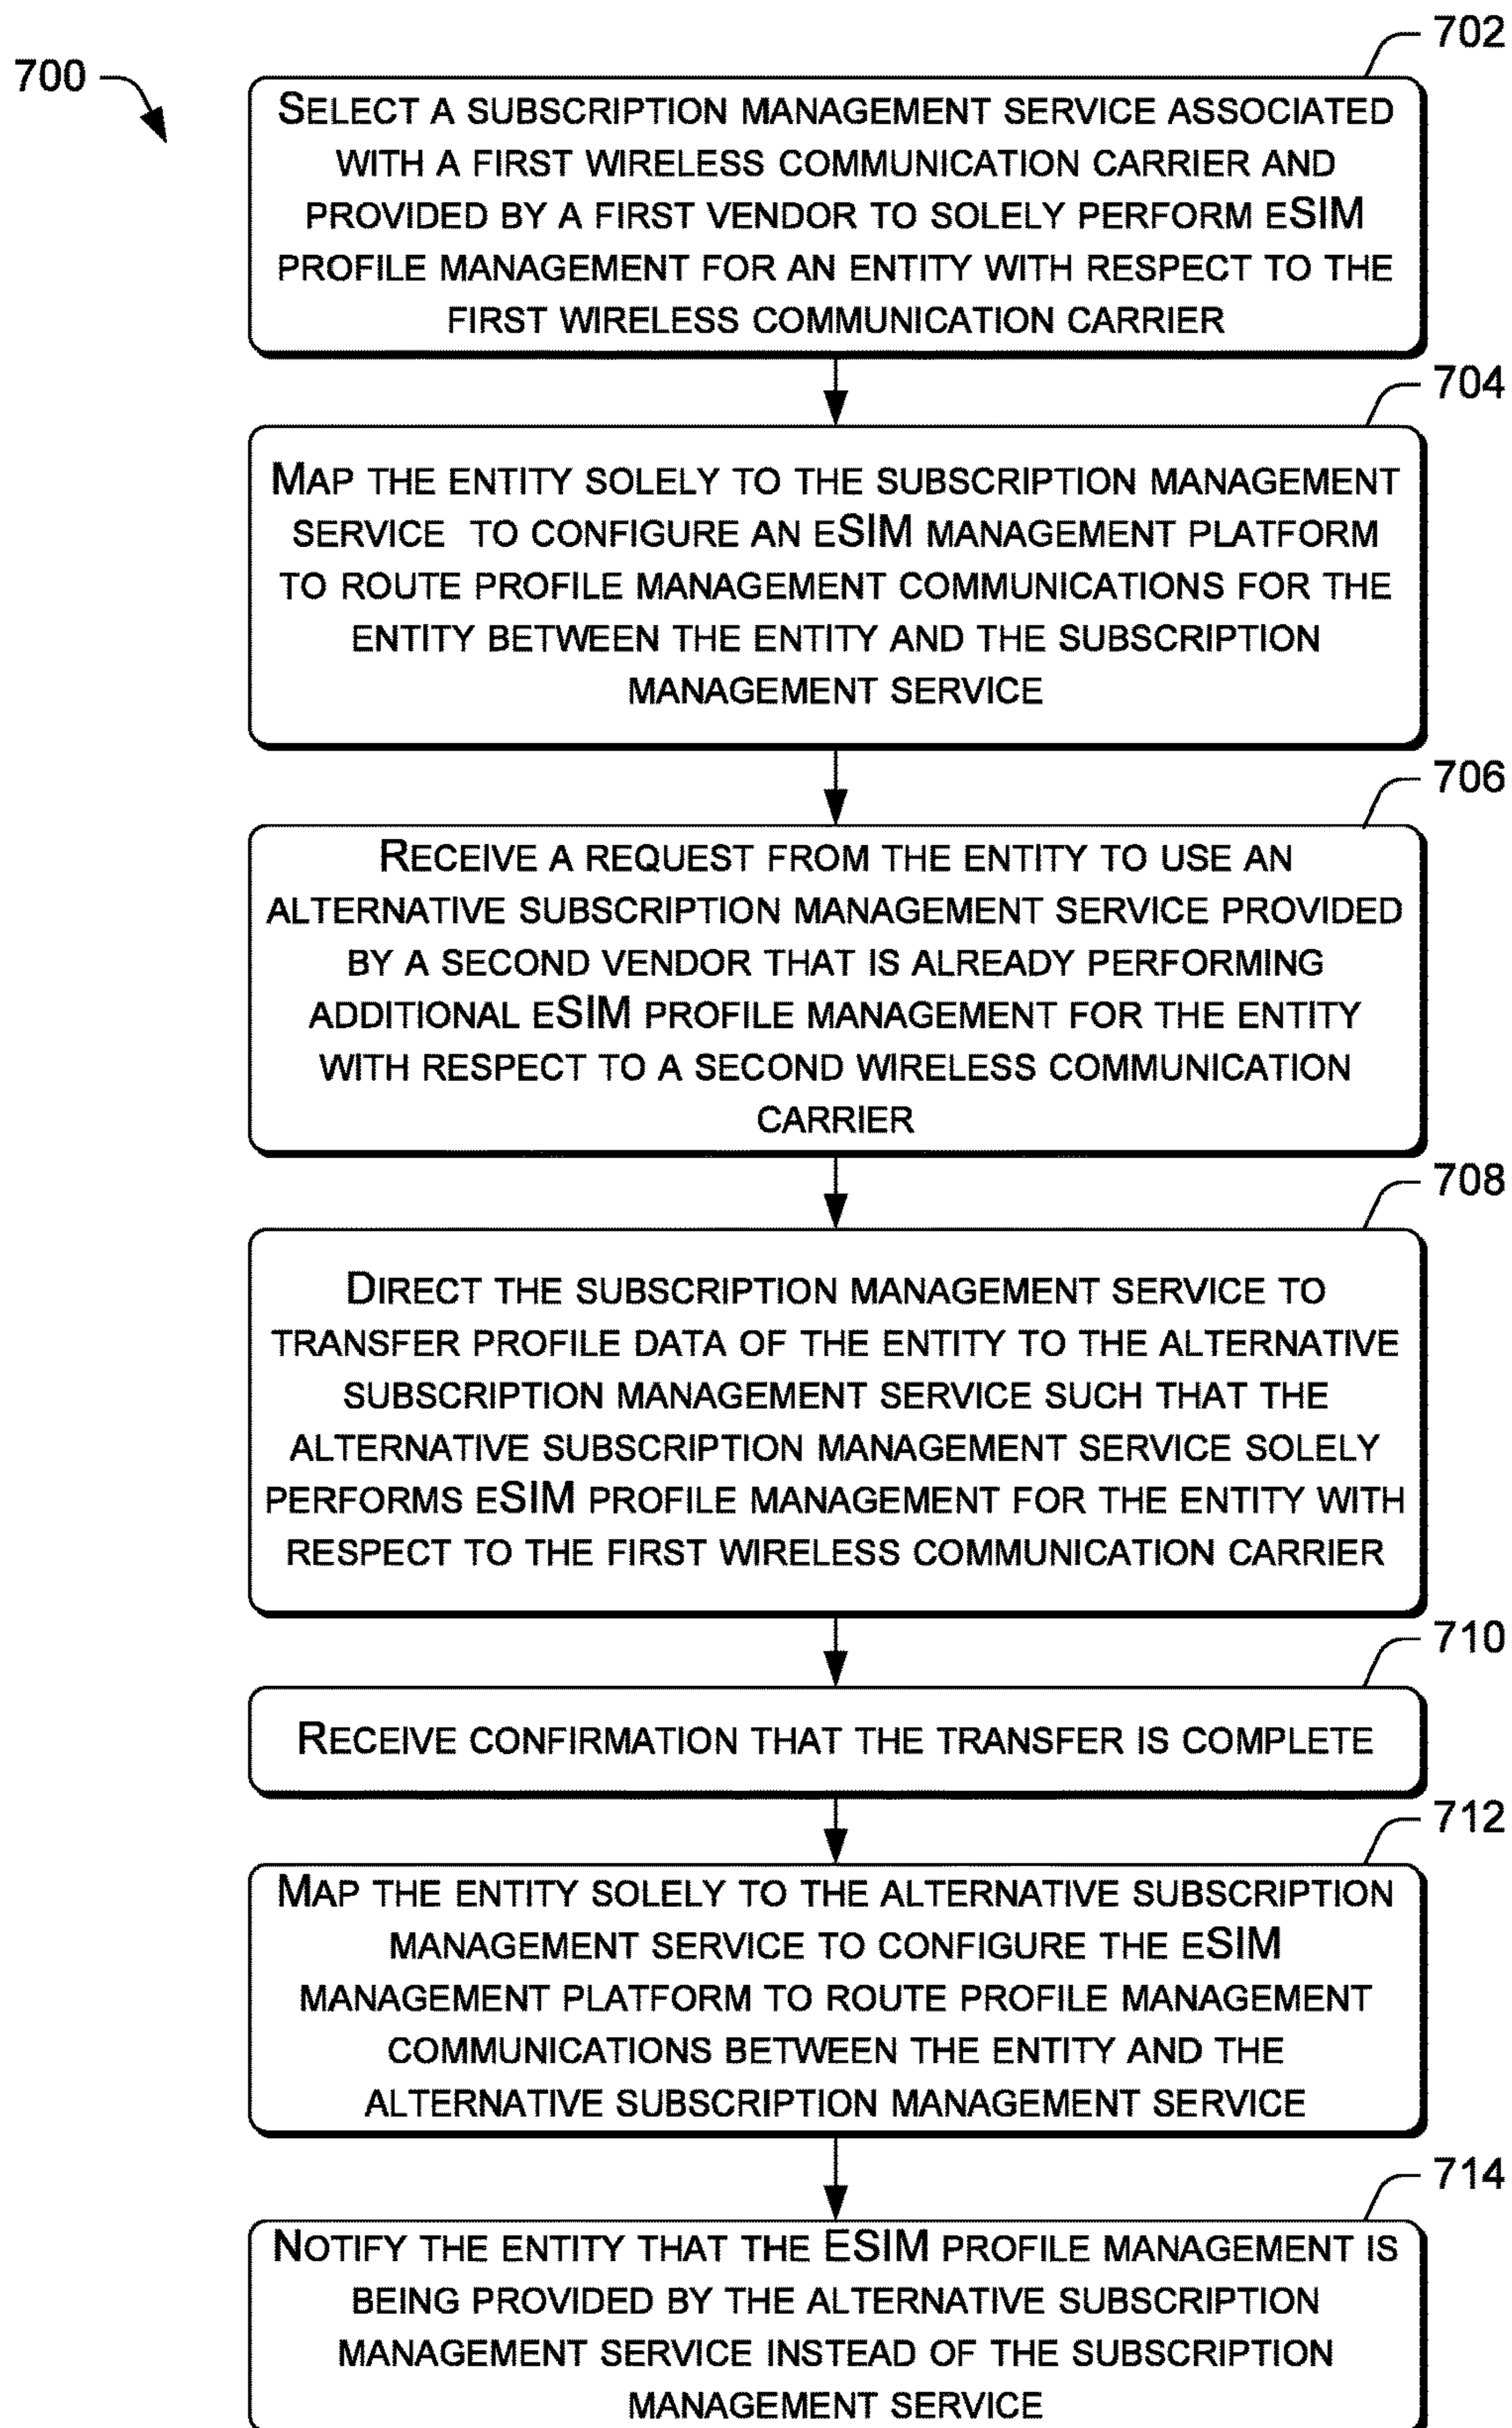 702
700
SELECT A SUBSCRIPTION MANAGEMENT SERVICE ASSOCIATED
WITH A FIRST WIRELESS COMMUNICATION CARRIER AND
PROVIDED BY A FIRST VENDOR TO SOLELY PERFORM ESIM
PROFILE MANAGEMENT FOR AN ENTITY WITH RESPECT TO THE
FIRST WIRELESS COMMUNICATION CARRIER
704
MAP THE ENTITY SOLELY TO THE SUBSCRIPTION MANAGEMENT
SERVICE TO CONFIGURE AN ESIM MANAGEMENT PLATFORM
TO ROUTE PROFILE MANAGEMENT COMMUNICATIONS FOR THE
ENTITY BETWEEN THE ENTITY AND THE SUBSCRIPTION
MANAGEMENT SERVICE
706
RECEIVE A REQUEST FROM THE ENTITY TO USE AN
ALTERNATIVE SUBSCRIPTION MANAGEMENT SERVICE PROVIDED
BY A SECOND VENDOR THAT IS ALREADY PERFORMING
ADDITIONAL ESIM PROFILE MANAGEMENT FOR THE ENTITY
WITH RESPECT TO A SECOND WIRELESS COMMUNICATION
CARRIER
708
DIRECT THE SUBSCRIPTION MANAGEMENT SERVICE TO
TRANSFER PROFILE DATA OF THE ENTITY TO THE ALTERNATIVE
SUBSCRIPTION MANAGEMENT SERVICE SUCH THAT THE
ALTERNATIVE SUBSCRIPTION MANAGEMENT SERVICE SOLELY
PERFORMS ESIM PROFILE MANAGEMENT FOR THE ENTITY WITH
RESPECT TO THE FIRST WIRELESS COMMUNICATION CARRIER
710
RECEIVE CONFIRMATION THAT THE TRANSFER IS COMPLETE
712
MAP THE ENTITY SOLELY TO THE ALTERNATIVE SUBSCRIPTION
MANAGEMENT SERVICE TO CONFIGURE THE ESIM
MANAGEMENT PLATFORM TO ROUTE PROFILE MANAGEMENT
COMMUNICATIONS BETWEEN THE ENTITY AND THE
ALTERNATIVE SUBSCRIPTION MANAGEMENT SERVICE
714
NOTIFY THE ENTITY THAT THE ESIM PROFILE MANAGEMENT IS
BEING PROVIDED BY THE ALTERNATIVE SUBSCRIPTION
MANAGEMENT SERVICE INSTEAD OF THE SUBSCRIPTION
MANAGEMENT SERVICE